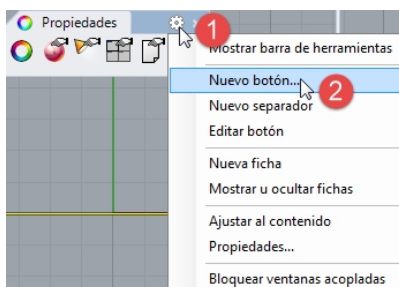 Propiedades
1
Mostrar barra de herramientas
Nuevo botón...
2
Nuevo separador
Editar botón
Nueva ficha
Mostrar u ocultar fichas
Ajustar al contenido
Propiedades...
Bloquear ventanas acopladas